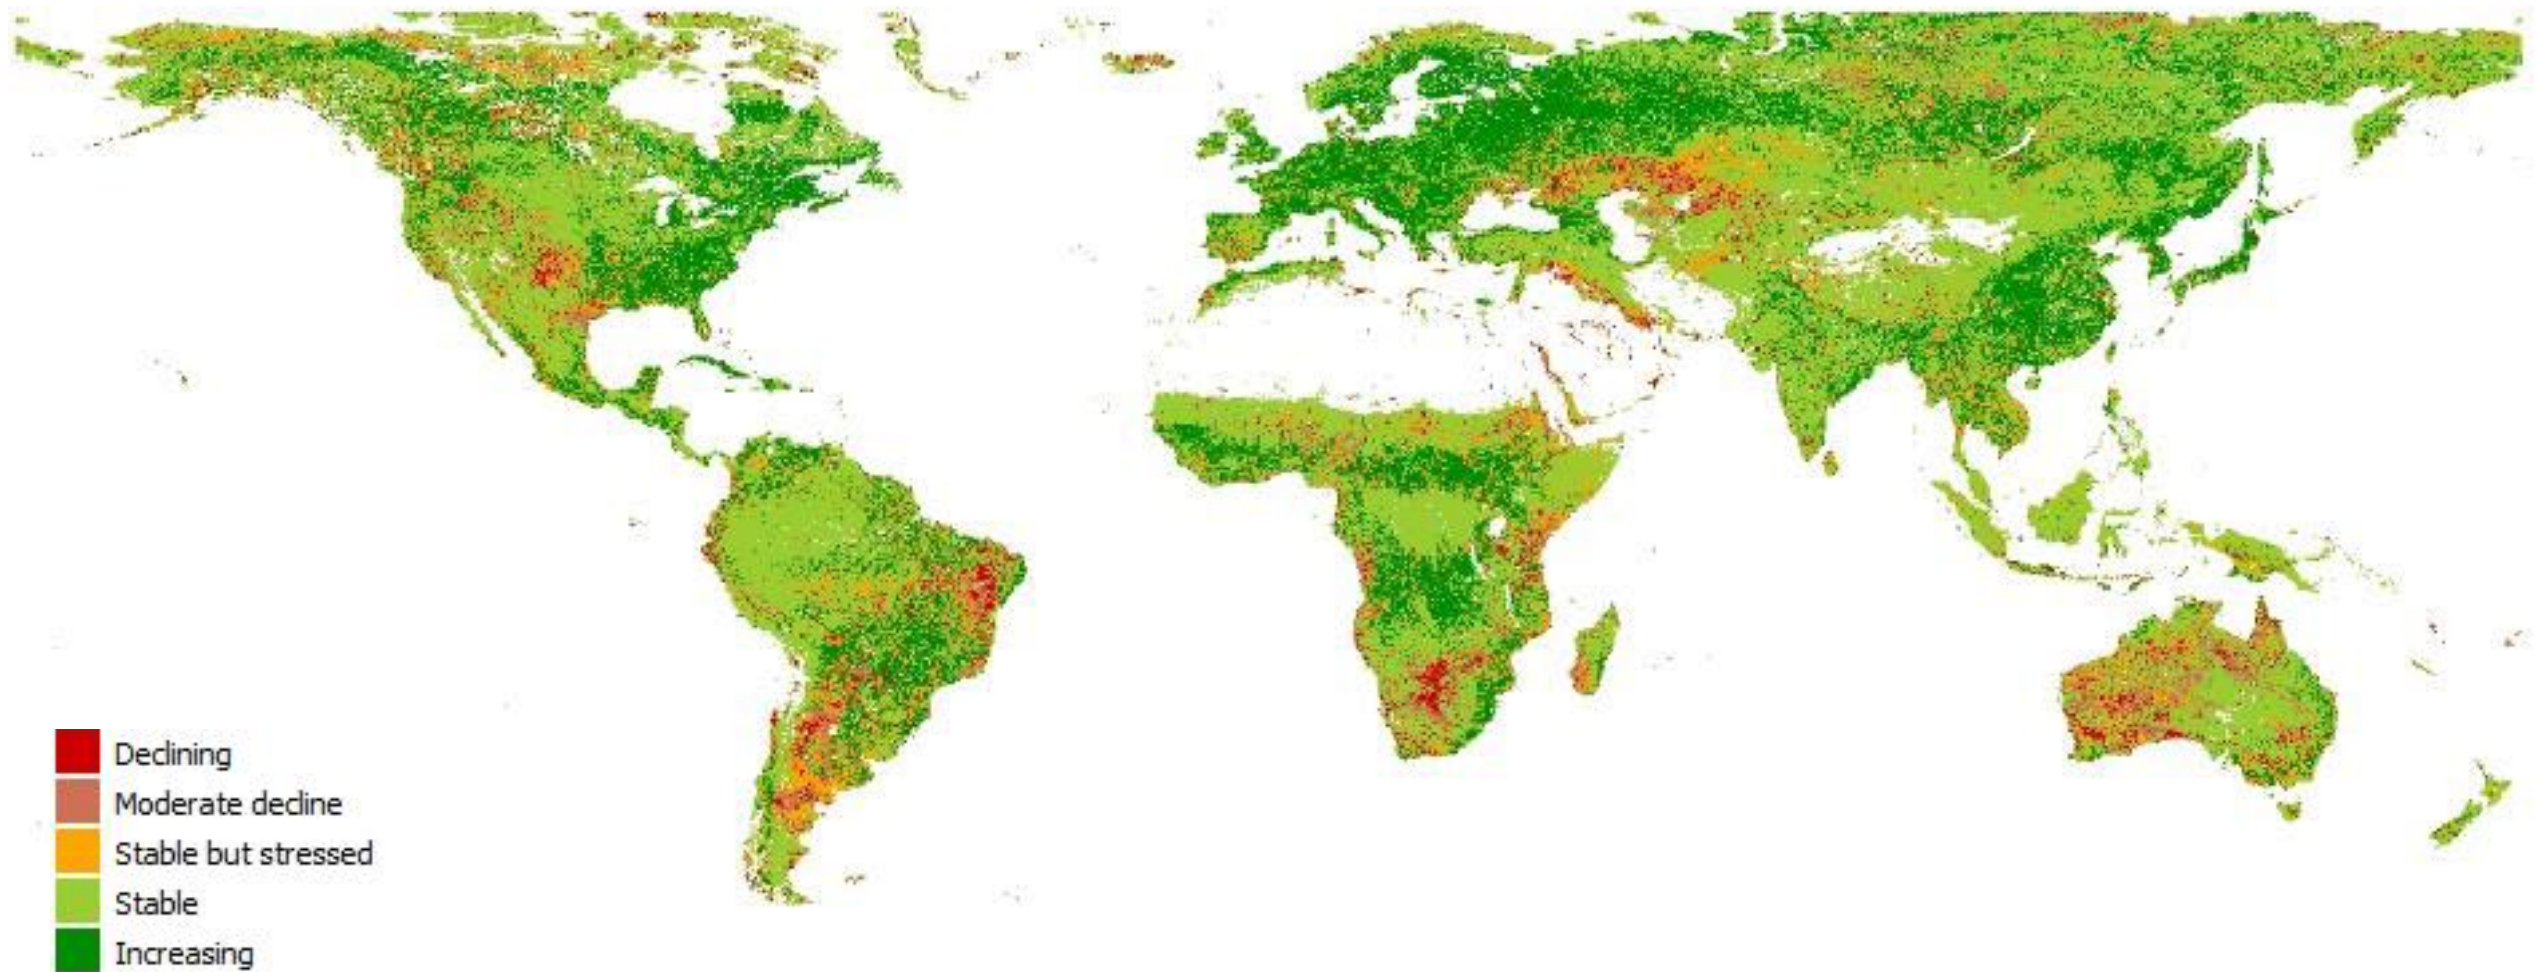 Declining
Moderate decline
Stable but stressed
Stable
Increasing